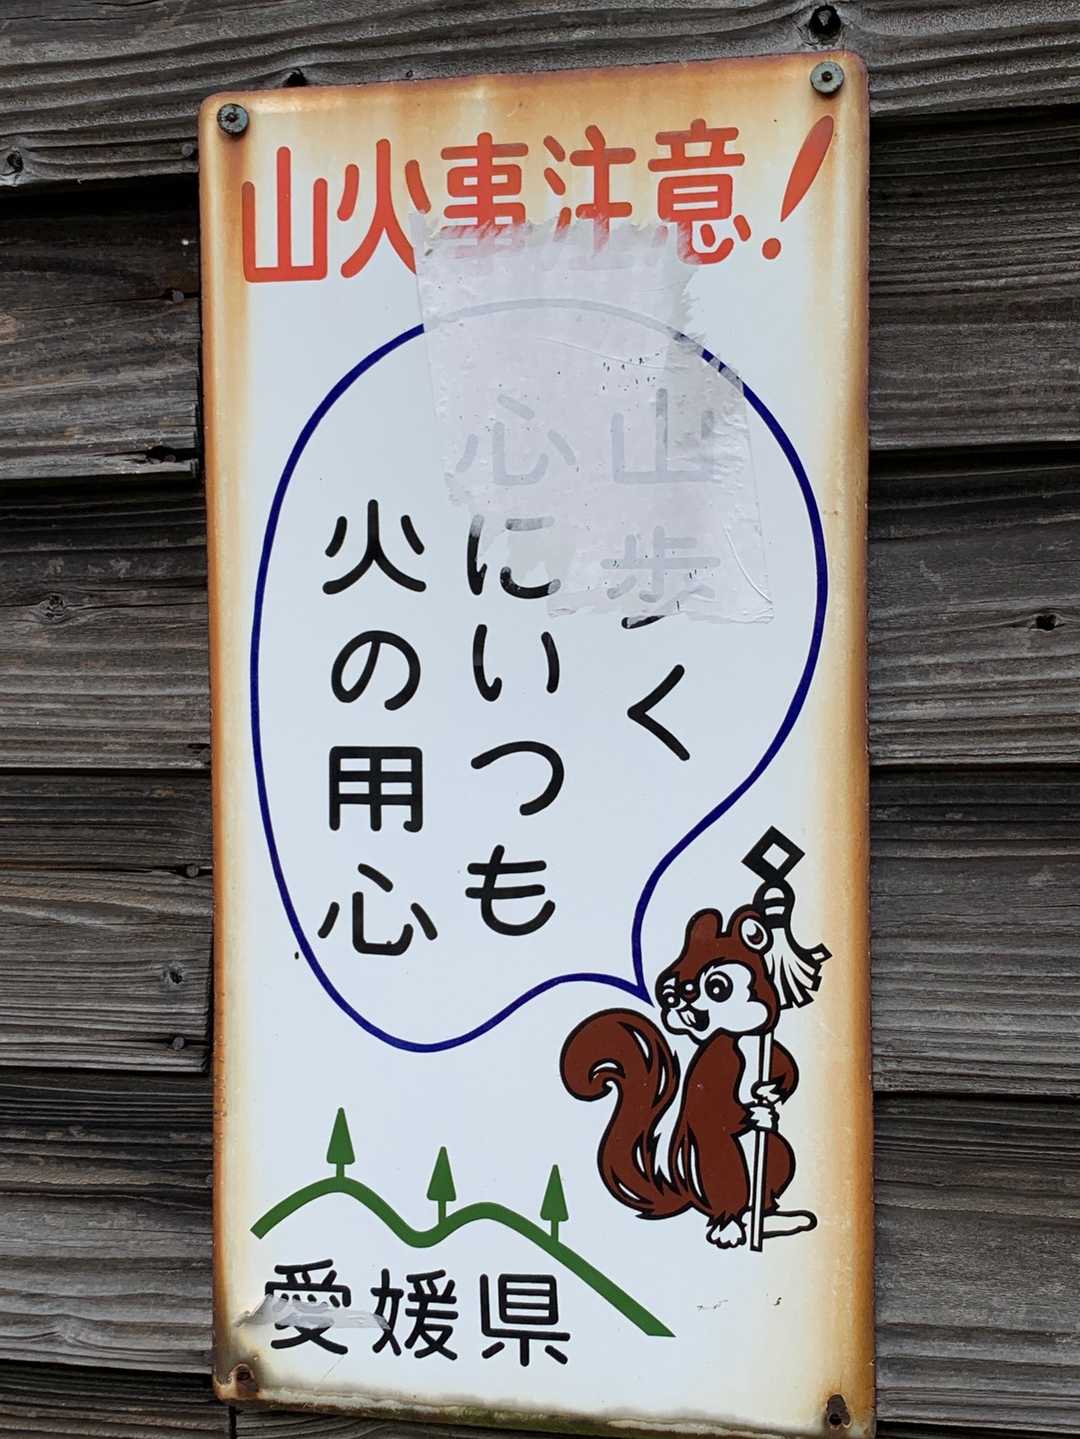 山火事注意!
山歩く
心にいつも
火の用心
愛媛県